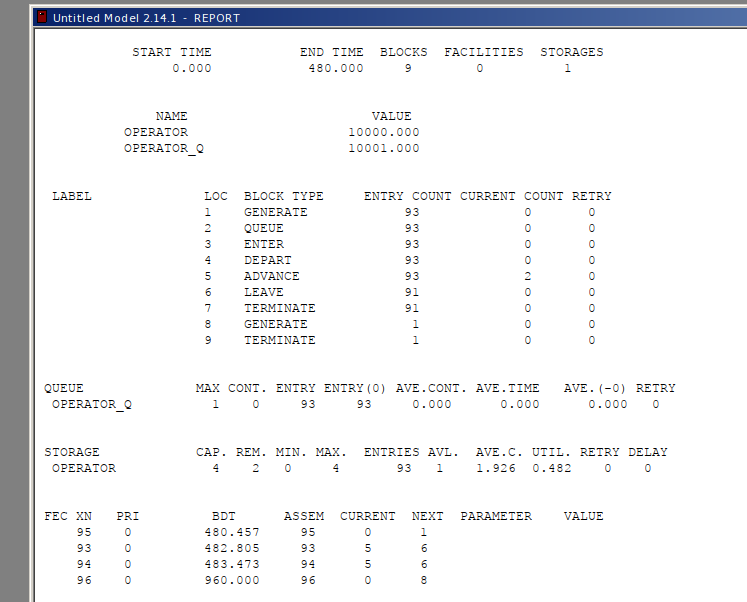 Untitled Model 2.14.1 - REPORT
START TIME END TIME BLOCKS FACILITIES STORAGES
0.000 480.000 9 0 1
NAME VALUE
OPERATOR 10000.000
OPERATOR_Q 10001.000
LABEL LOC BLOCK TYPE ENTRY COUNT CURRENT COUNT RETRY
1 GENERATE 93 0 0
2 QUEUE 93 0 0
3 ENTER 93 0 0
4 DEPART 93 0 0
5 ADVANCE 93 2 0
6 LEAVE 91 0 0
7 TERMINATE 91 0 0
8 GENERATE 1 0 0
9 TERMINATE 1 0 0
QUEUE MAX CONT. ENTRY ENTRY(0) AVE.CONT. AVE.TIME AVE.(-0) RETRY
OPERATOR_Q 1 0 93 93 0.000 0.000 0.000 0
STORAGE CAP. REM. MIN. MAX. ENTRIES AVL. AVE.C. UTIL. RETRY DELAY
OPERATOR 4 2 0 4 93 1 1.926 0.482 0 0
FEC XN PRI BDT ASSEM CURRENT NEXT PARAMETER VALUE
95 0 480.457 95 0 1
93 0 482.805 93 5 6
94 0 483.473 94 5 6
96 0 960.000 96 0 8